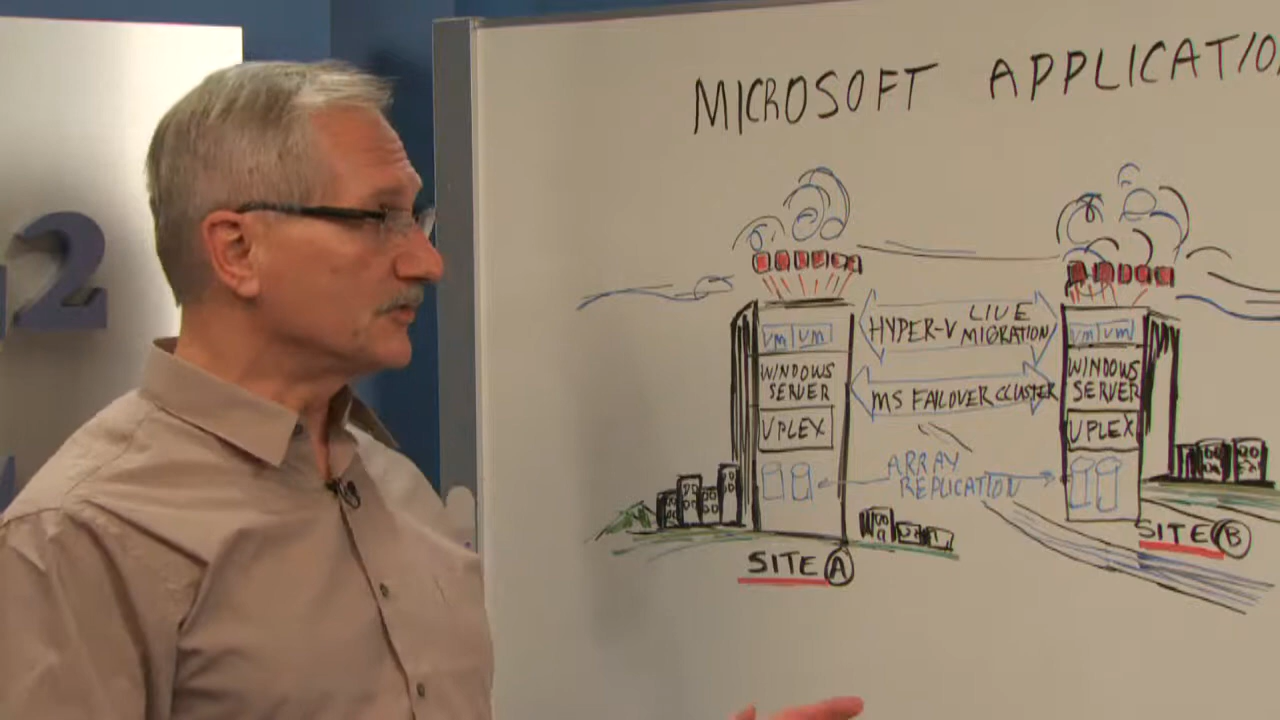 MICROSOFT APPLICATIO
LIVE
HYPER-V MIGRATION
VM VM
VM VM
WINDOWS
SERVER
MS FAILOVER CLUSTER
WINDOWS
SERVER
VPLEX
VPLEX
ARRAY
REPLICATION
SITE A
SITE B
2